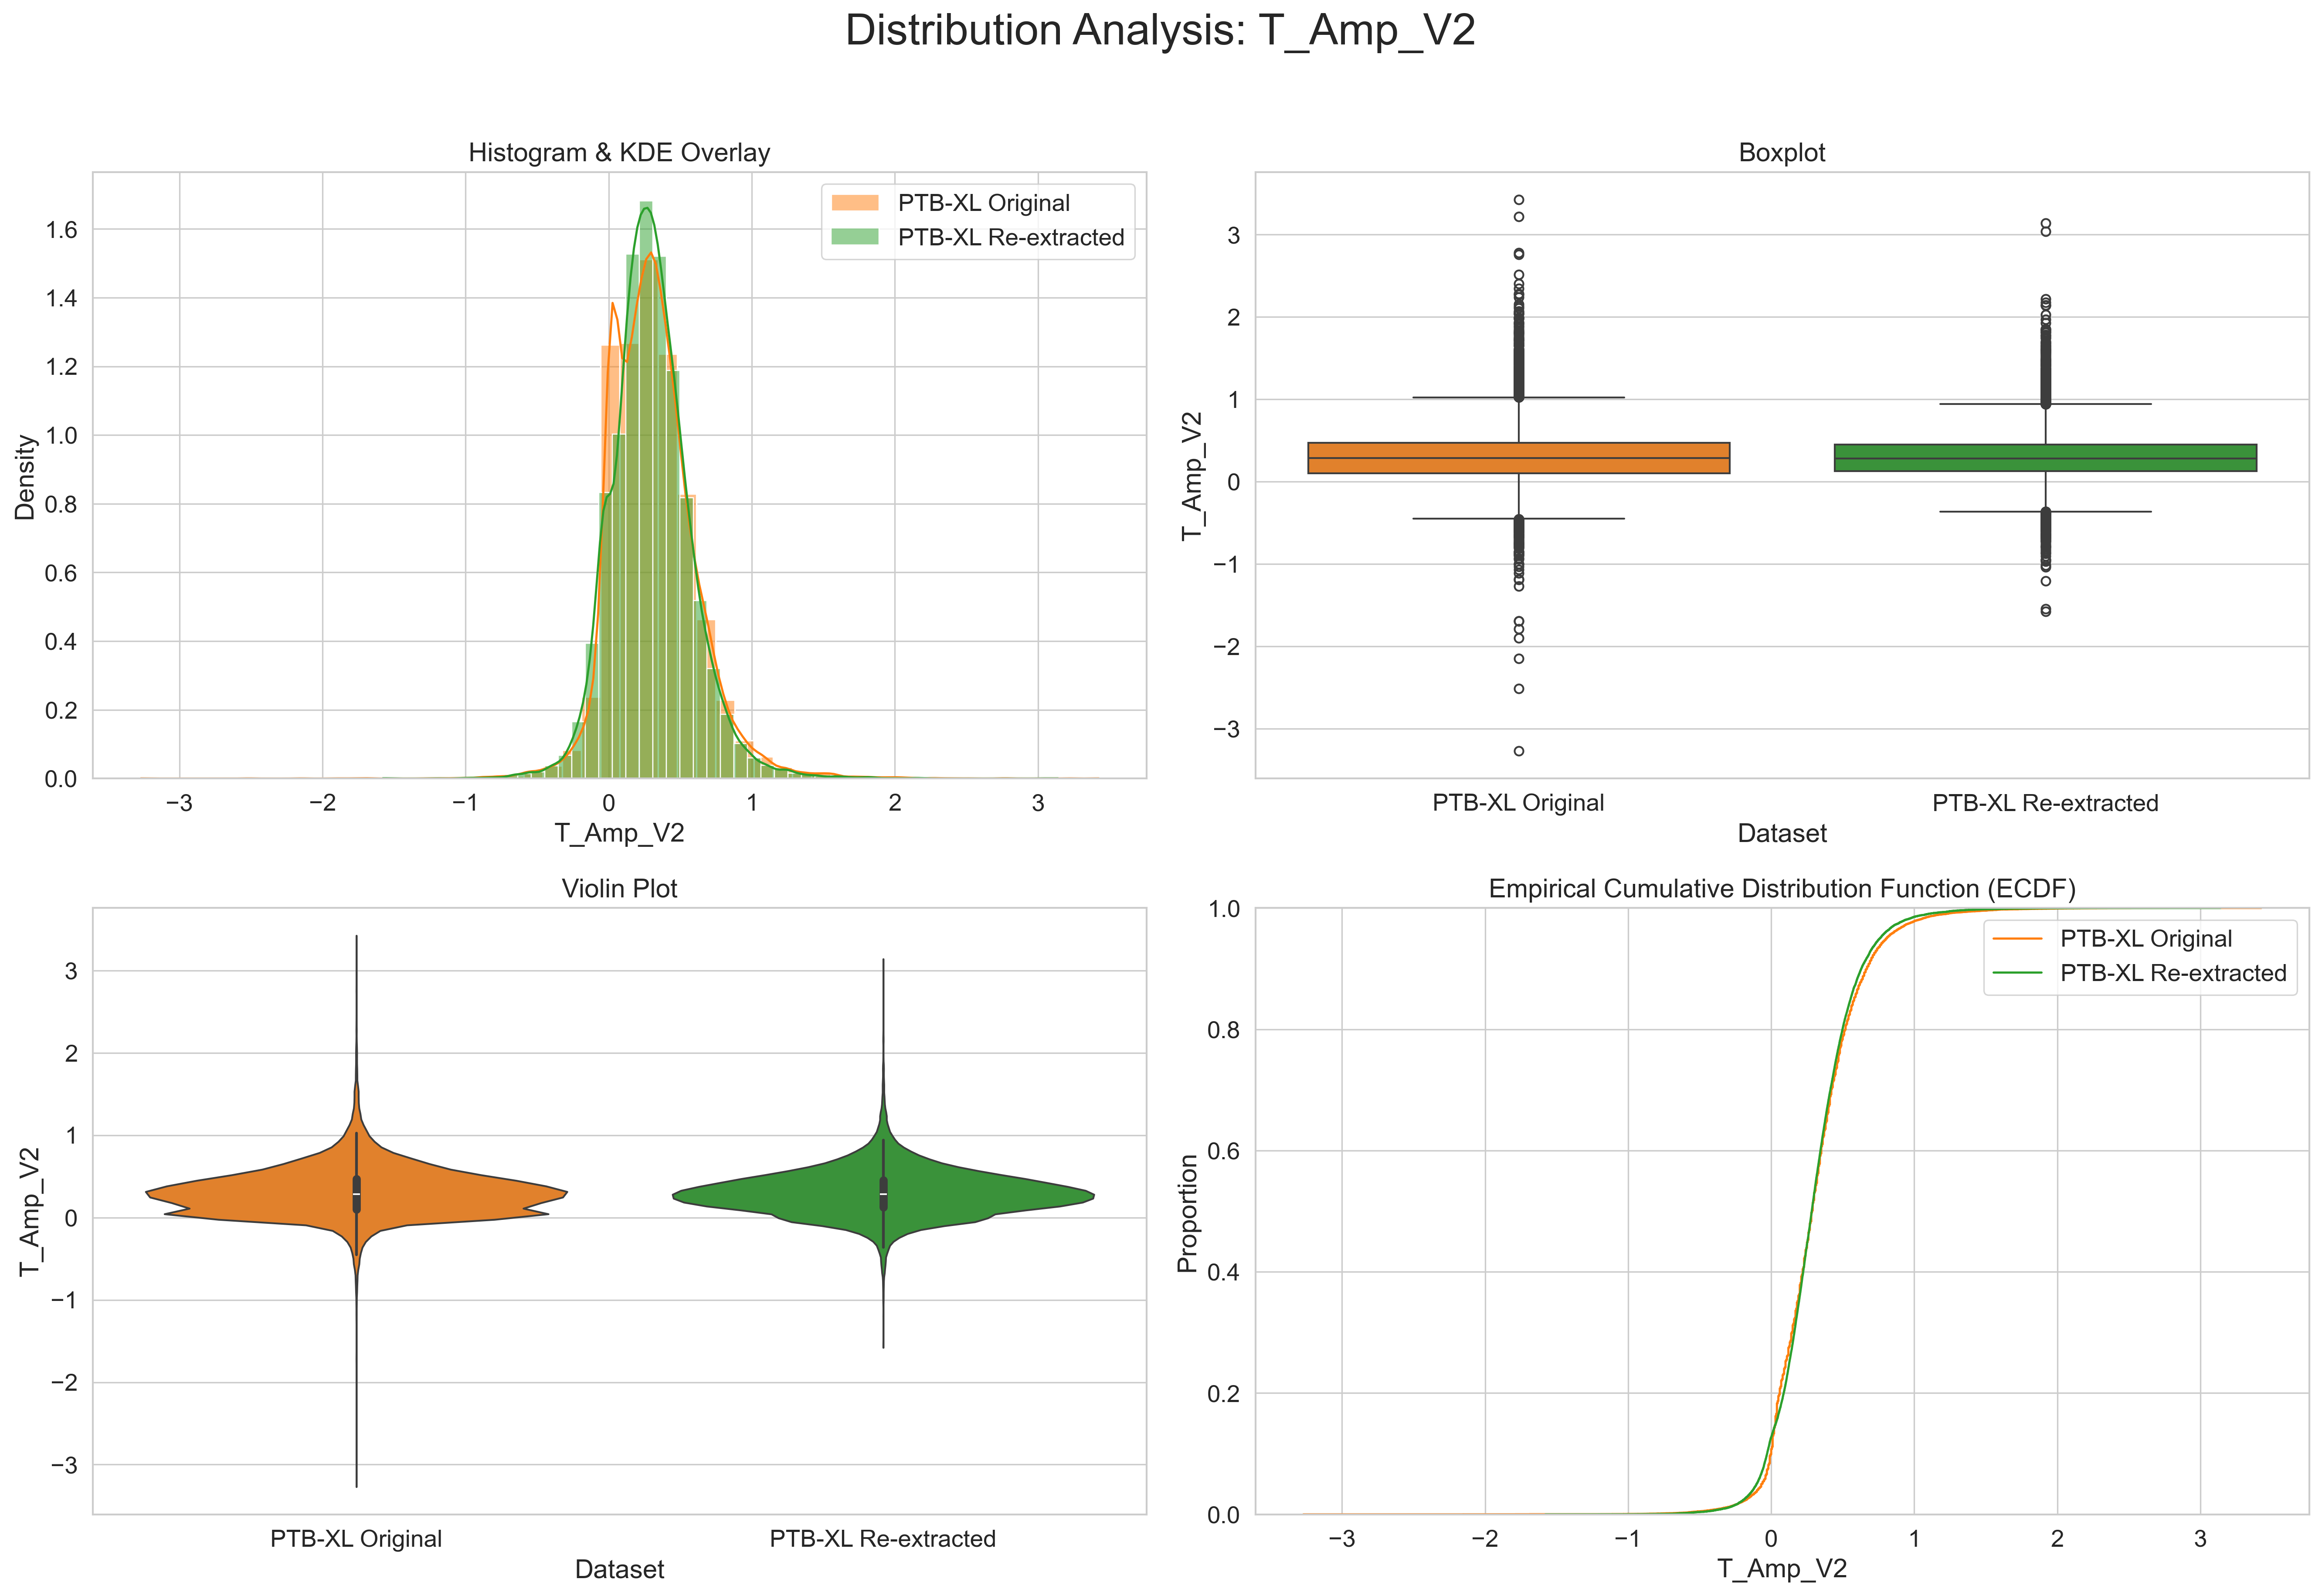 Distribution Analysis: T_Amp_V2
Histogram & KDE Overlay
PTB-XL Original
PTB-XL Re-extracted
Density
1.6
1.4
1.2
1.0
0.8
0.6
0.4
0.2
0.0
−3 −2 −1 0 1 2 3
T_Amp_V2
Boxplot
T_Amp_V2
3
2
1
0
−1
−2
−3
PTB-XL Original PTB-XL Re-extracted
Dataset
Violin Plot
T_Amp_V2
3
2
1
0
−1
−2
−3
PTB-XL Original PTB-XL Re-extracted
Dataset
Empirical Cumulative Distribution Function (ECDF)
PTB-XL Original
PTB-XL Re-extracted
Proportion
1.0
0.8
0.6
0.4
0.2
0.0
−3 −2 −1 0 1 2 3
T_Amp_V2